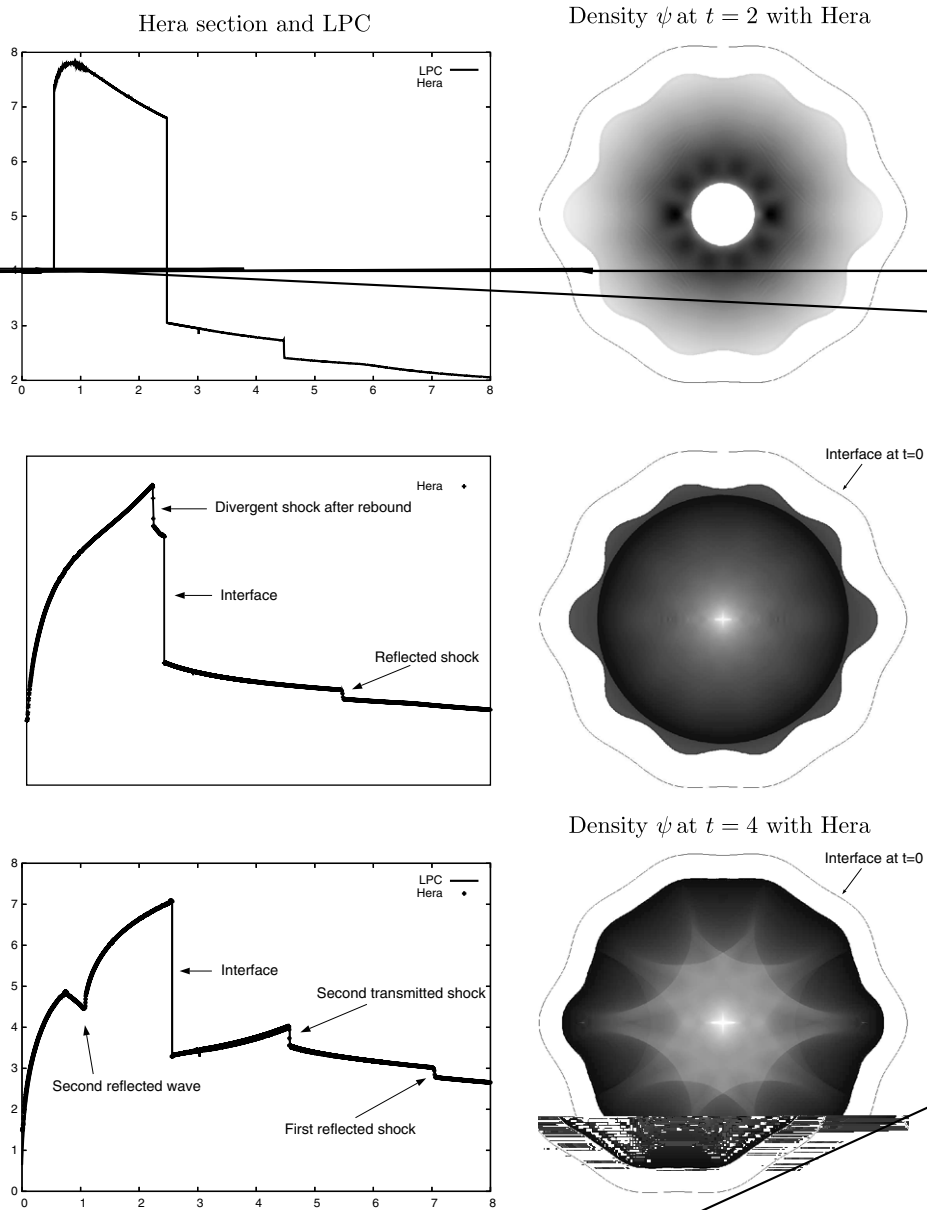 Hera section and LPC
Density ψ at t = 2 with Hera
8
7
6
5
4
3
2
0 1 2 3 4 5 6 7 8
LPC
Hera
Hera
Divergent shock after rebound
Interface
Reflected shock
Interface at t=0
Density ψ at t = 4 with Hera
8
7
6
5
4
3
2
1
0
0 1 2 3 4 5 6 7 8
LPC
Hera
Interface
Second transmitted shock
Second reflected wave
First reflected shock
Interface at t=0